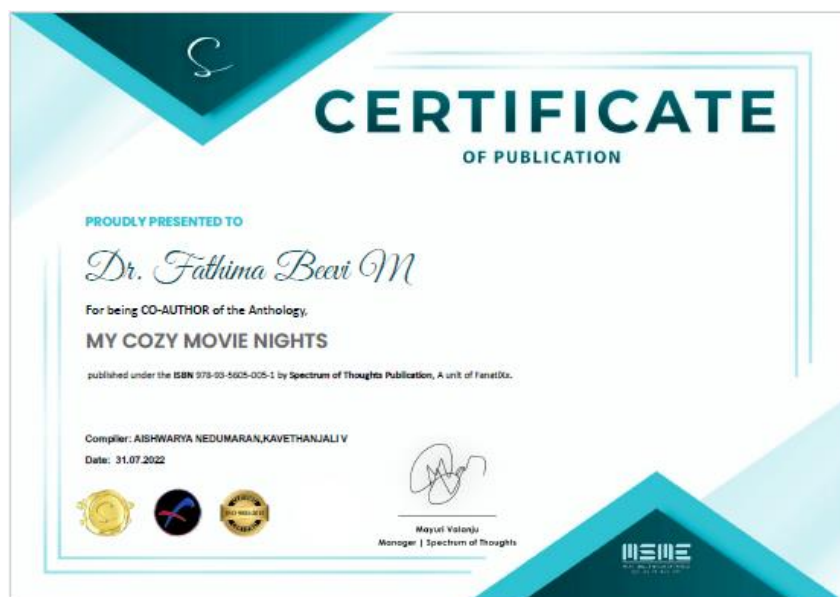 S
CERTIFICATE
OF PUBLICATION
PROUDLY PRESENTED TO
Dr. Fathima Beevi M
For being CO-AUTHOR of the Anthology,
MY COZY MOVIE NIGHTS
published under the ISBN 978-93-5605-005-1 by Spectrum of Thoughts Publication, A unit of FanatiXx.
Compiler: AISHWARYA NEDUMARAN,KAVETHANJALI V
Date: 31.07.2022
Mayuri Valanju
Manager | Spectrum of Thoughts
MSME